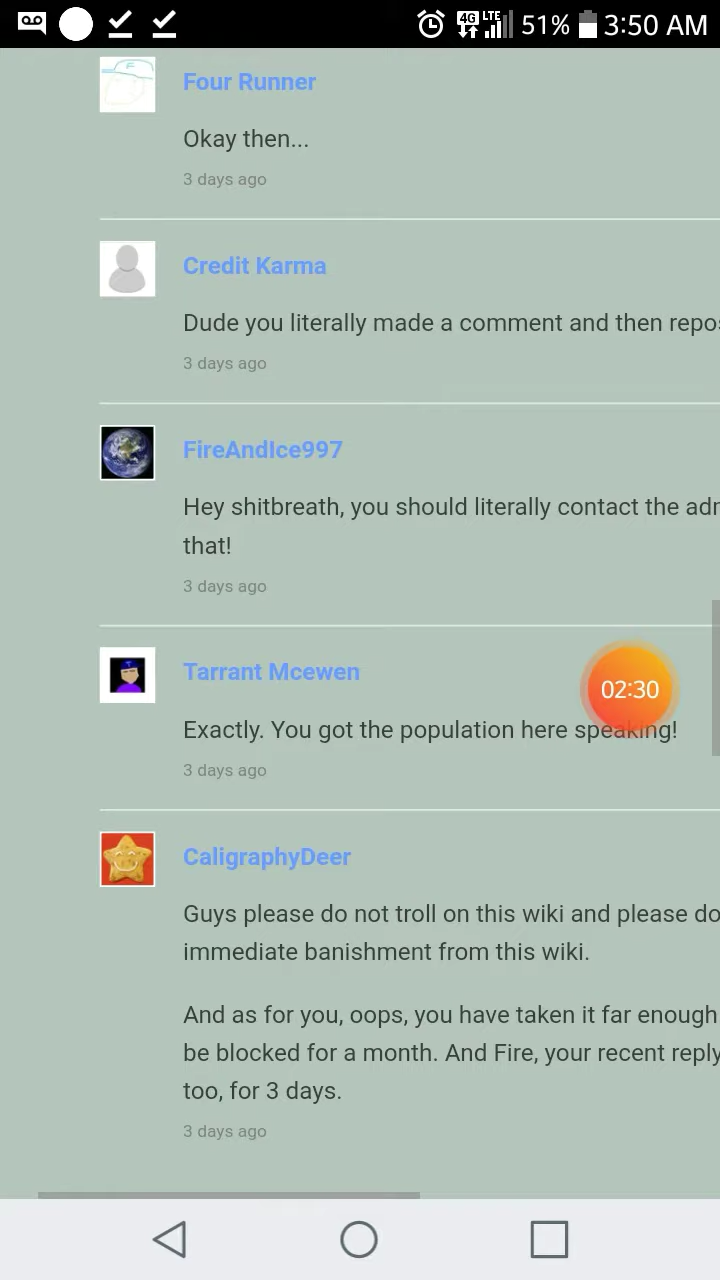 4G LTE 51% 3:50 AM
Four Runner
Okay then...
3 days ago
Credit Karma
Dude you literally made a comment and then
3 days ago
FireAndIce997
Hey shitbreath, you should literally contact the
that!
3 days ago
Tarrant Mcewen
02:30
Exactly. You got the population here speaking!
3 days ago
CaligraphyDeer
Guys please do not troll on this wiki and please do
immediate banishment from this wiki.
And as for you, oops, you have taken it far enough
be blocked for a month. And Fire, your recent reply
too, for 3 days.
3 days ago